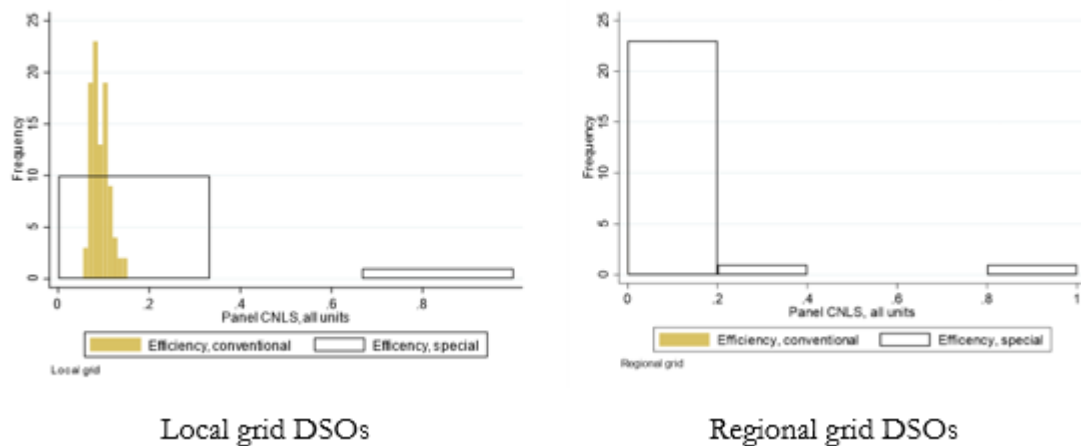 25
20
15
10
5
0
Frequency
0 .2 .4 .6 .8
Panel CNLS, all units
Efficiency, conventional Efficency, special
Local grid
Local grid DSOs
25
20
15
10
5
0
Frequency
0 .2 .4 .6 .8 1
Panel CNLS, all units
Efficiency, conventional Efficency, special
Regional grid
Regional grid DSOs